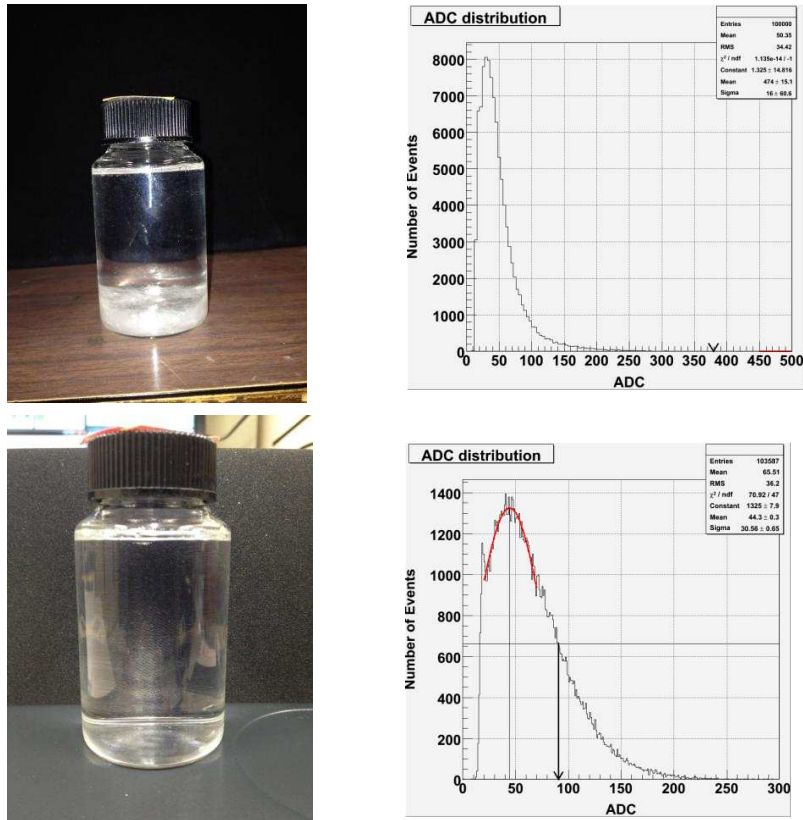 ADC distribution
Entries 100000
Mean 50.35
RMS 34.42
χ² / ndf 1.135e-14 / -1
Constant 1.325 ± 14.816
Mean 474 ± 15.1
Sigma 16 ± 60.6
Number of Events
8000
7000
6000
5000
4000
3000
2000
1000
0
0 50 100 150 200 250 300 350 400 450 500
ADC
ADC distribution
Entries 103587
Mean 65.51
RMS 36.2
χ² / ndf 70.92 / 47
Constant 1325 ± 7.9
Mean 44.3 ± 0.3
Sigma 30.56 ± 0.65
Number of Events
1400
1200
1000
800
600
400
200
0
0 50 100 150 200 250 300
ADC